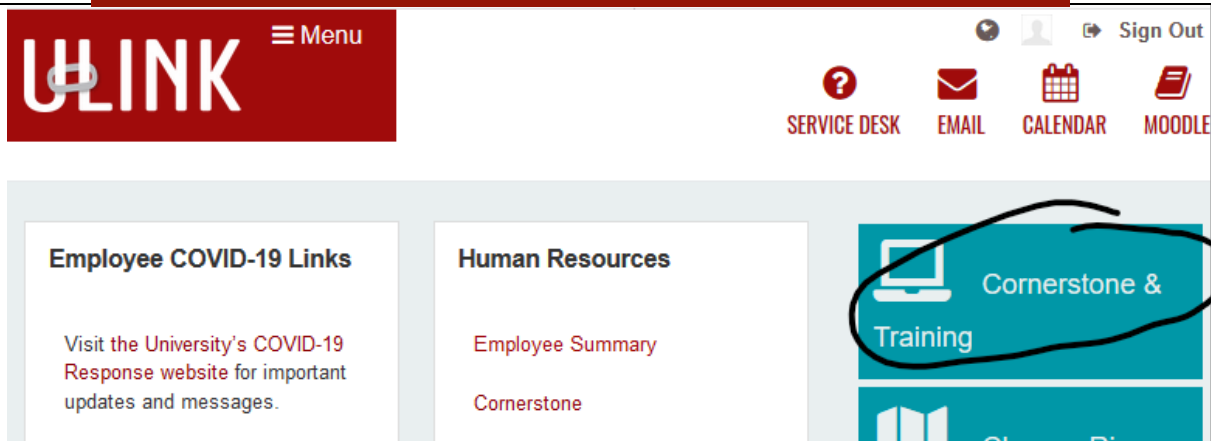 ULINK
Menu
Sign Out
SERVICE DESK
EMAIL
CALENDAR
MOODLE
Employee COVID-19 Links
Visit the University's COVID-19
Response website for important
updates and messages.
Human Resources
Employee Summary
Cornerstone
Cornerstone &
Training